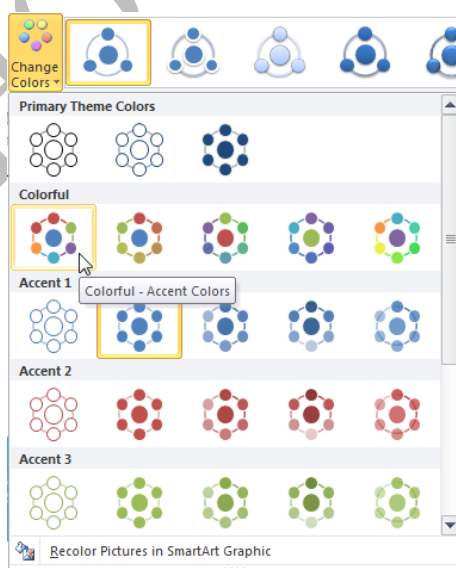 Change
Colors
Primary Theme Colors
Colorful
Colorful - Accent Colors
Accent 1
Accent 2
Accent 3
Recolor Pictures in SmartArt Graphic